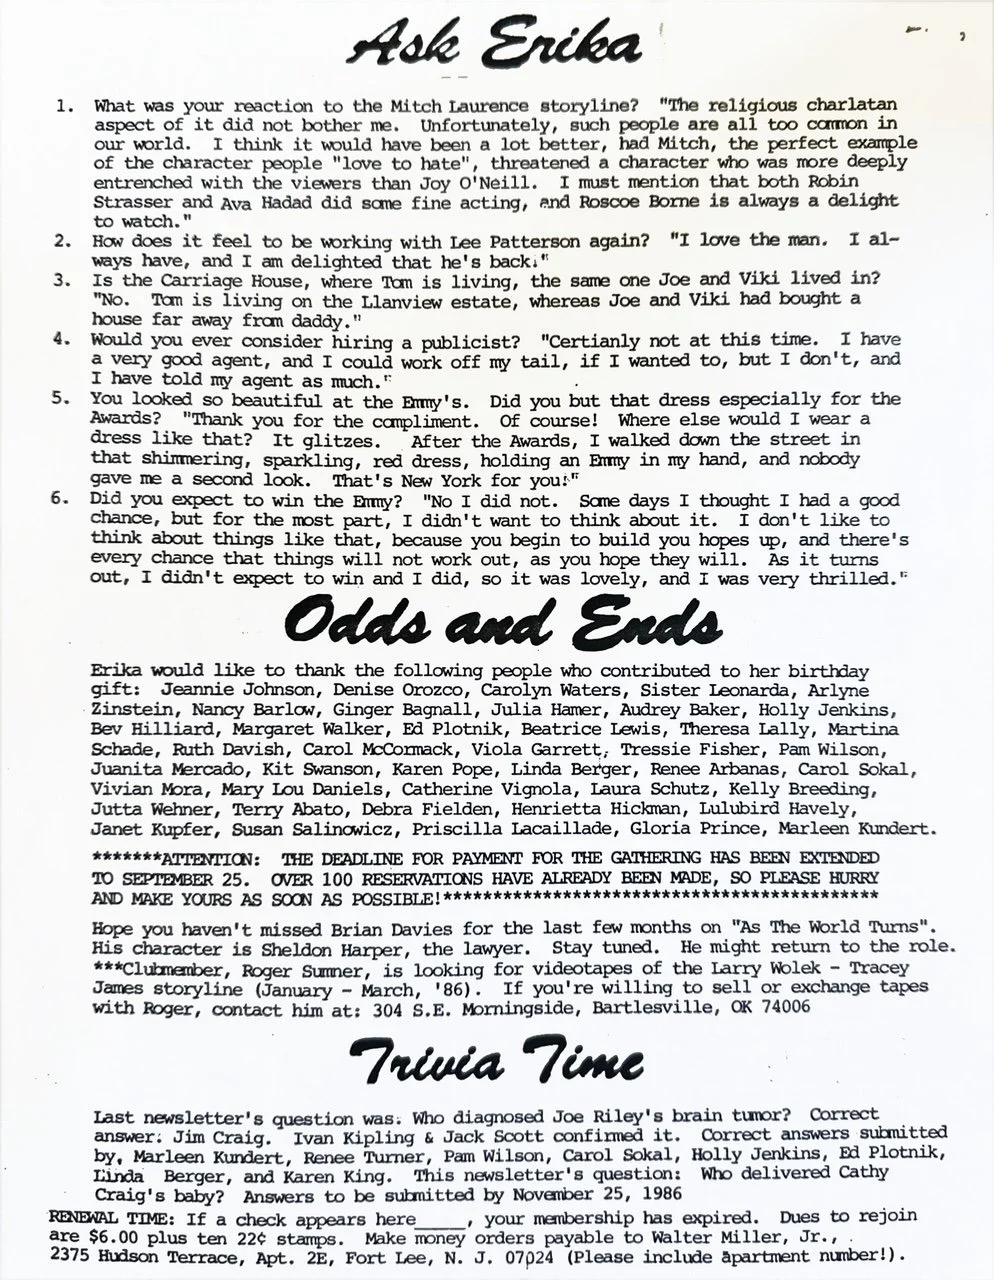 Ask Erika
1. What was your reaction to the Mitch Laurence storyline? "The religious charlatan
aspect of it did not bother me. Unfortunately, such people are all too common in
our world. I think it would have been a lot better, had Mitch, the perfect example
of the character people "love to hate", threatened a character who was more deeply
entrenched with the viewers than Joy O'Neill. I must mention that both Robin
Strasser and Ava Hadad did some fine acting, and Roscoe Borne is always a delight
to watch."
2. How does it feel to be working with Lee Patterson again? "I love the man. I al-
ways have, and I am delighted that he's back."
3. Is the Carriage House, where Tom is living, the same one Joe and Viki lived in?
"No. Tom is living on the Llanview estate, whereas Joe and Viki had bought a
house far away from daddy."
4. Would you ever consider hiring a publicist? "Certianly not at this time. I have
a very good agent, and I could work off my tail, if I wanted to, but I don't, and
I have told my agent as much."
5. You looked so beautiful at the Emmy's. Did you but that dress especially for the
Awards? "Thank you for the compliment. Of course! Where else would I wear a
dress like that? It glitzes. After the Awards, I walked down the street in
that shimmering, sparkling, red dress, holding an Emmy in my hand, and nobody
gave me a second look. That's New York for you!"
6. Did you expect to win the Emmy? "No I did not. Some days I thought I had a good
chance, but for the most part, I didn't want to think about it. I don't like to
think about things like that, because you begin to build you hopes up, and there's
every chance that things will not work out, as you hope they will. As it turns
out, I didn't expect to win and I did, so it was lovely, and I was very thrilled."
Odds and Ends
Erika would like to thank the following people who contributed to her birthday
gift: Jeannie Johnson, Denise Orozco, Carolyn Waters, Sister Leonarda, Arlyne
Zinstein, Nancy Barlow, Ginger Bagnall, Julia Hamer, Audrey Baker, Holly Jenkins,
Bev Hilliard, Margaret Walker, Ed Plotnik, Beatrice Lewis, Theresa Lally, Martina
Schade, Ruth Davish, Carol McCormack, Viola Garrett, Tressie Fisher, Pam Wilson,
Juanita Mercado, Kit Swanson, Karen Pope, Linda Berger, Renee Arbanas, Carol Sokal,
Vivian Mora, Mary Lou Daniels, Catherine Vignola, Laura Schutz, Kelly Breeding,
Jutta Wehner, Terry Abato, Debra Fielden, Henrietta Hickman, Lulubird Havely,
Janet Kupfer, Susan Salinowicz, Priscilla Lacaillade, Gloria Prince, Marleen Kundert.
*******ATTENTION: THE DEADLINE FOR PAYMENT FOR THE GATHERING HAS BEEN EXTENDED
TO SEPTEMBER 25. OVER 100 RESERVATIONS HAVE ALREADY BEEN MADE, SO PLEASE HURRY
AND MAKE YOURS AS SOON AS POSSIBLE!******************************************
Hope you haven't missed Brian Davies for the last few months on "As The World Turns".
His character is Sheldon Harper, the lawyer. Stay tuned. He might return to the role.
***Clubmember, Roger Sumner, is looking for videotapes of the Larry Wolek - Tracey
James storyline (January - March, '86). If you're willing to sell or exchange tapes
with Roger, contact him at: 304 S.E. Morningside, Bartlesville, OK 74006
Trivia Time
Last newsletter's question was: Who diagnosed Joe Riley's brain tumor? Correct
answer: Jim Craig. Ivan Kipling & Jack Scott confirmed it. Correct answers submitted
by, Marleen Kundert, Renee Turner, Pam Wilson, Carol Sokal, Holly Jenkins, Ed Plotnik,
Linda Berger, and Karen King. This newsletter's question: Who delivered Cathy
Craig's baby? Answers to be submitted by November 25, 1986
RENEWAL TIME: If a check appears here_____, your membership has expired. Dues to rejoin
are $6.00 plus ten 22¢ stamps. Make money orders payable to Walter Miller, Jr.,
2375 Hudson Terrace, Apt. 2E, Fort Lee, N. J. 07024 (Please include apartment number!).